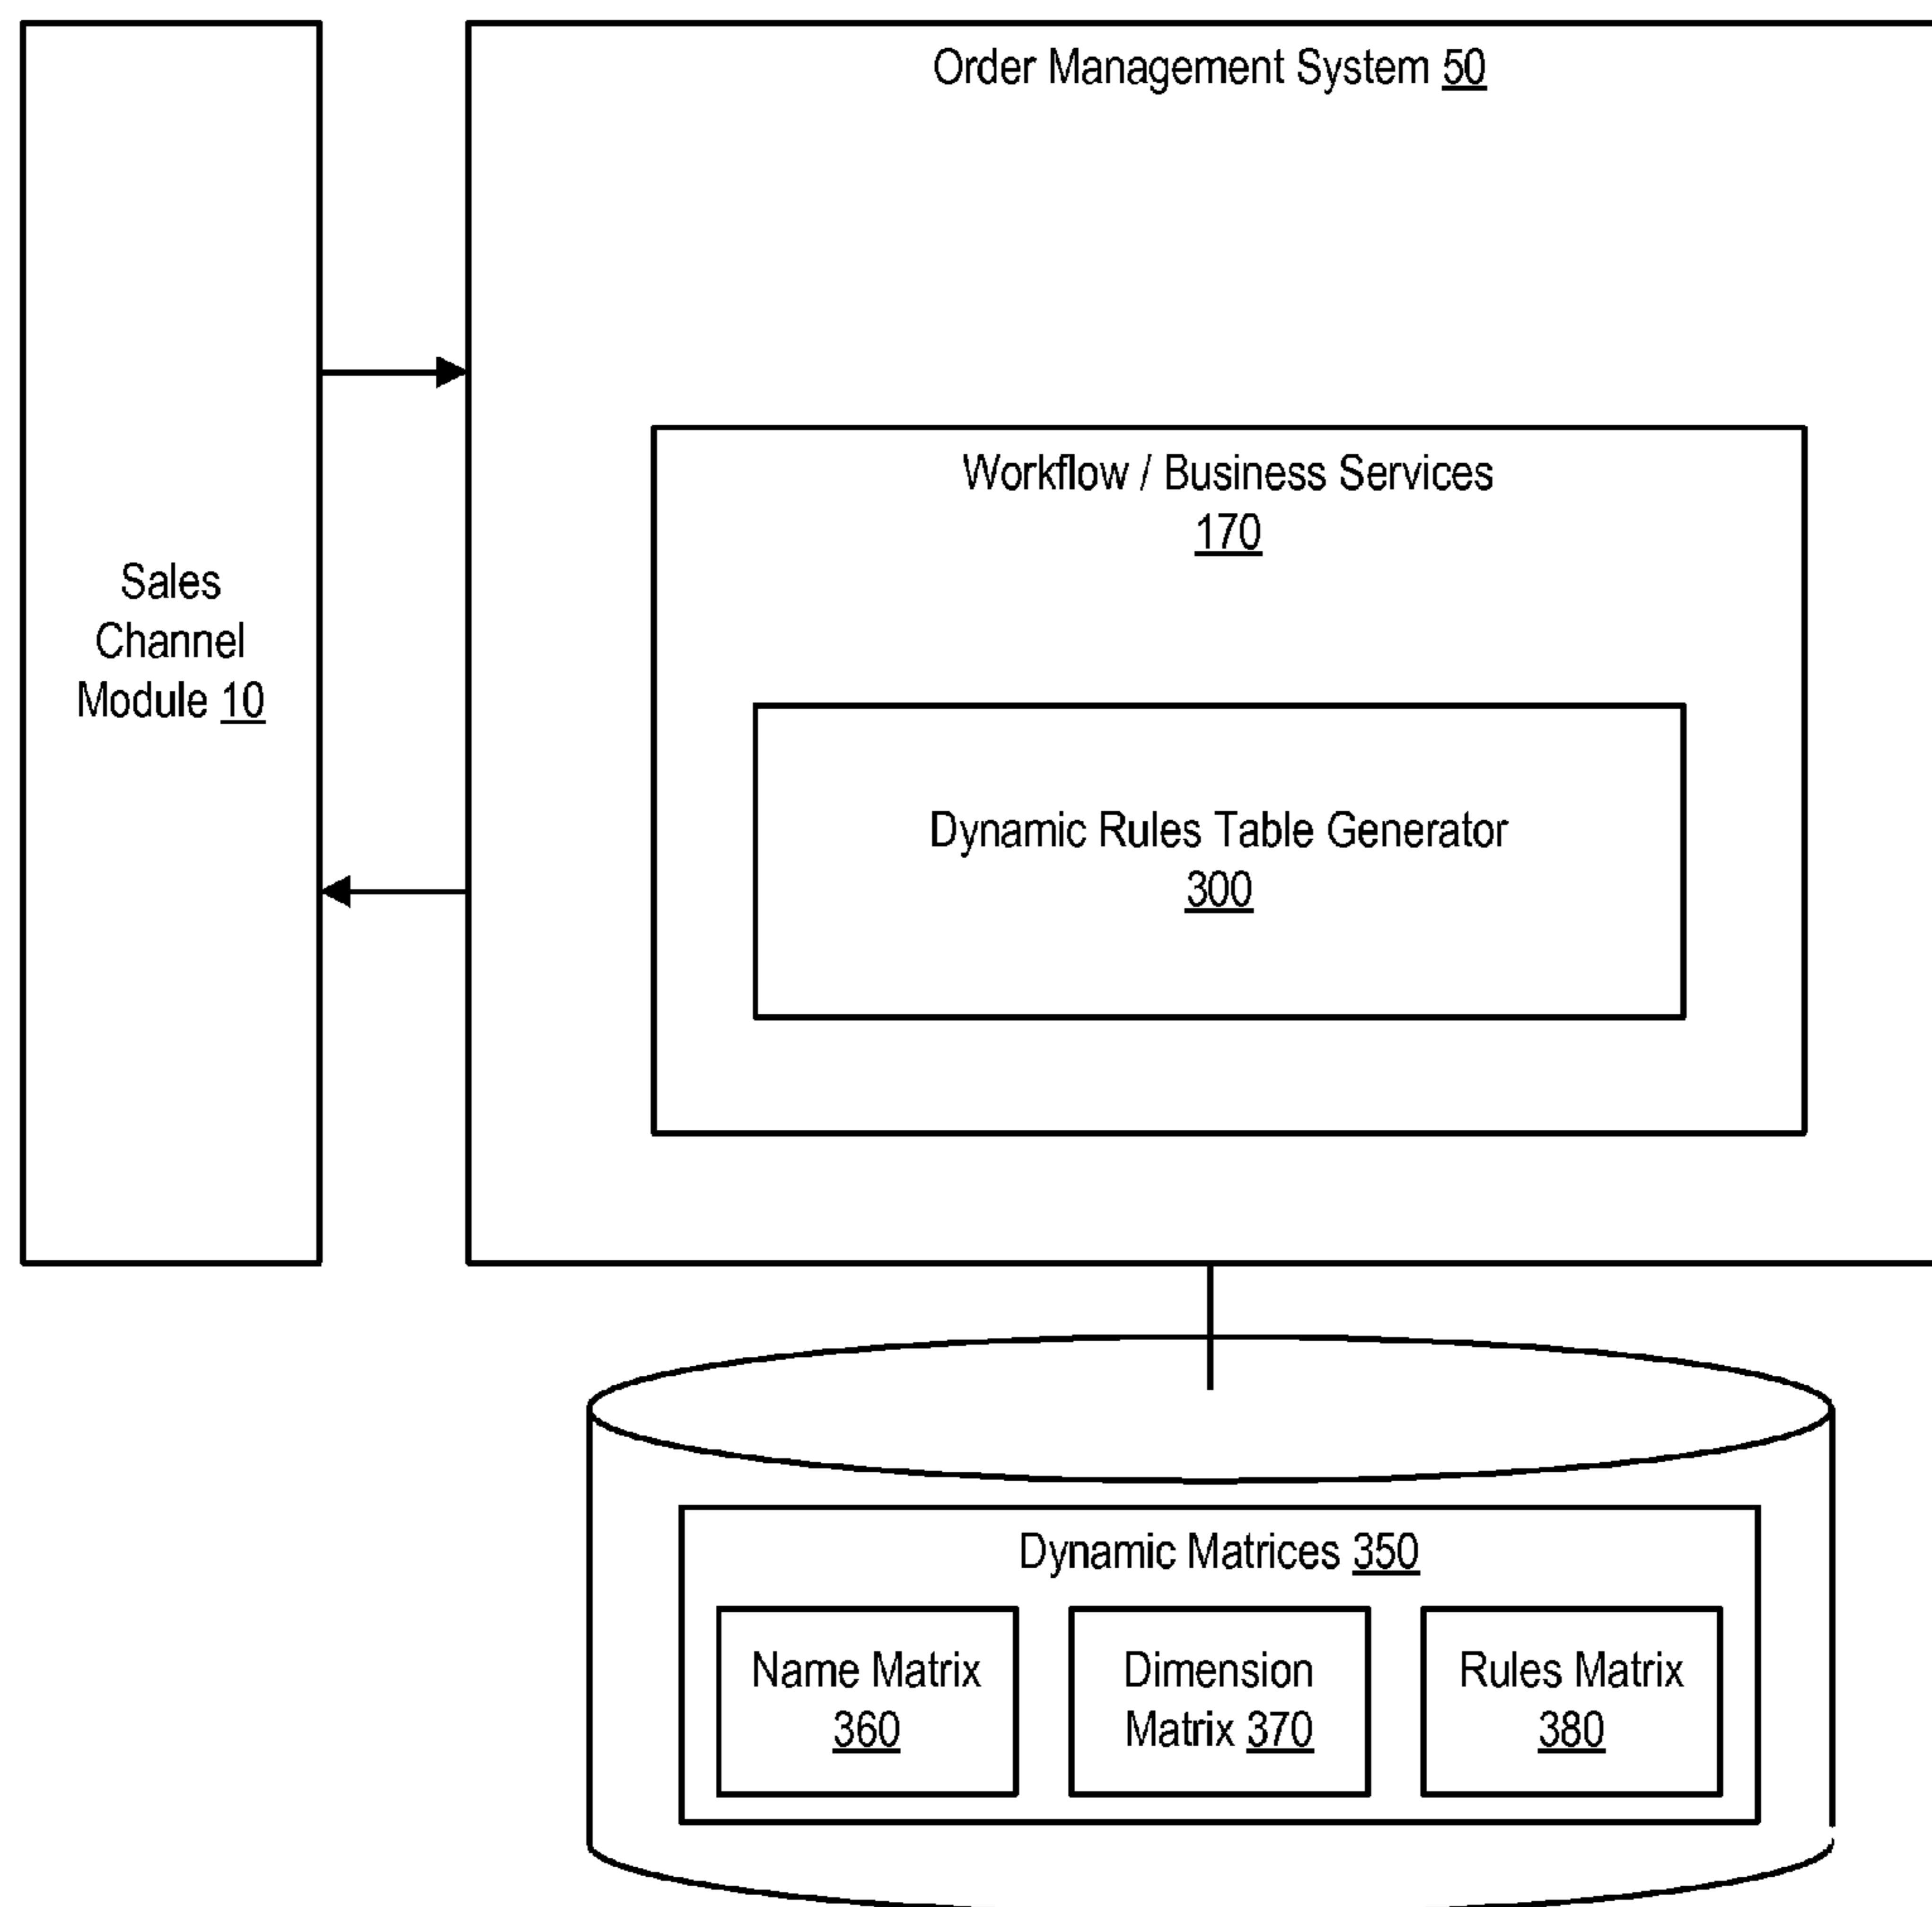 Order Management System 50
Workflow / Business Services
170
Sales
Channel
Module 10
Dynamic Rules Table Generator
300
Dynamic Matrices 350
Name Matrix
360
Dimension
Matrix 370
Rules Matrix
380